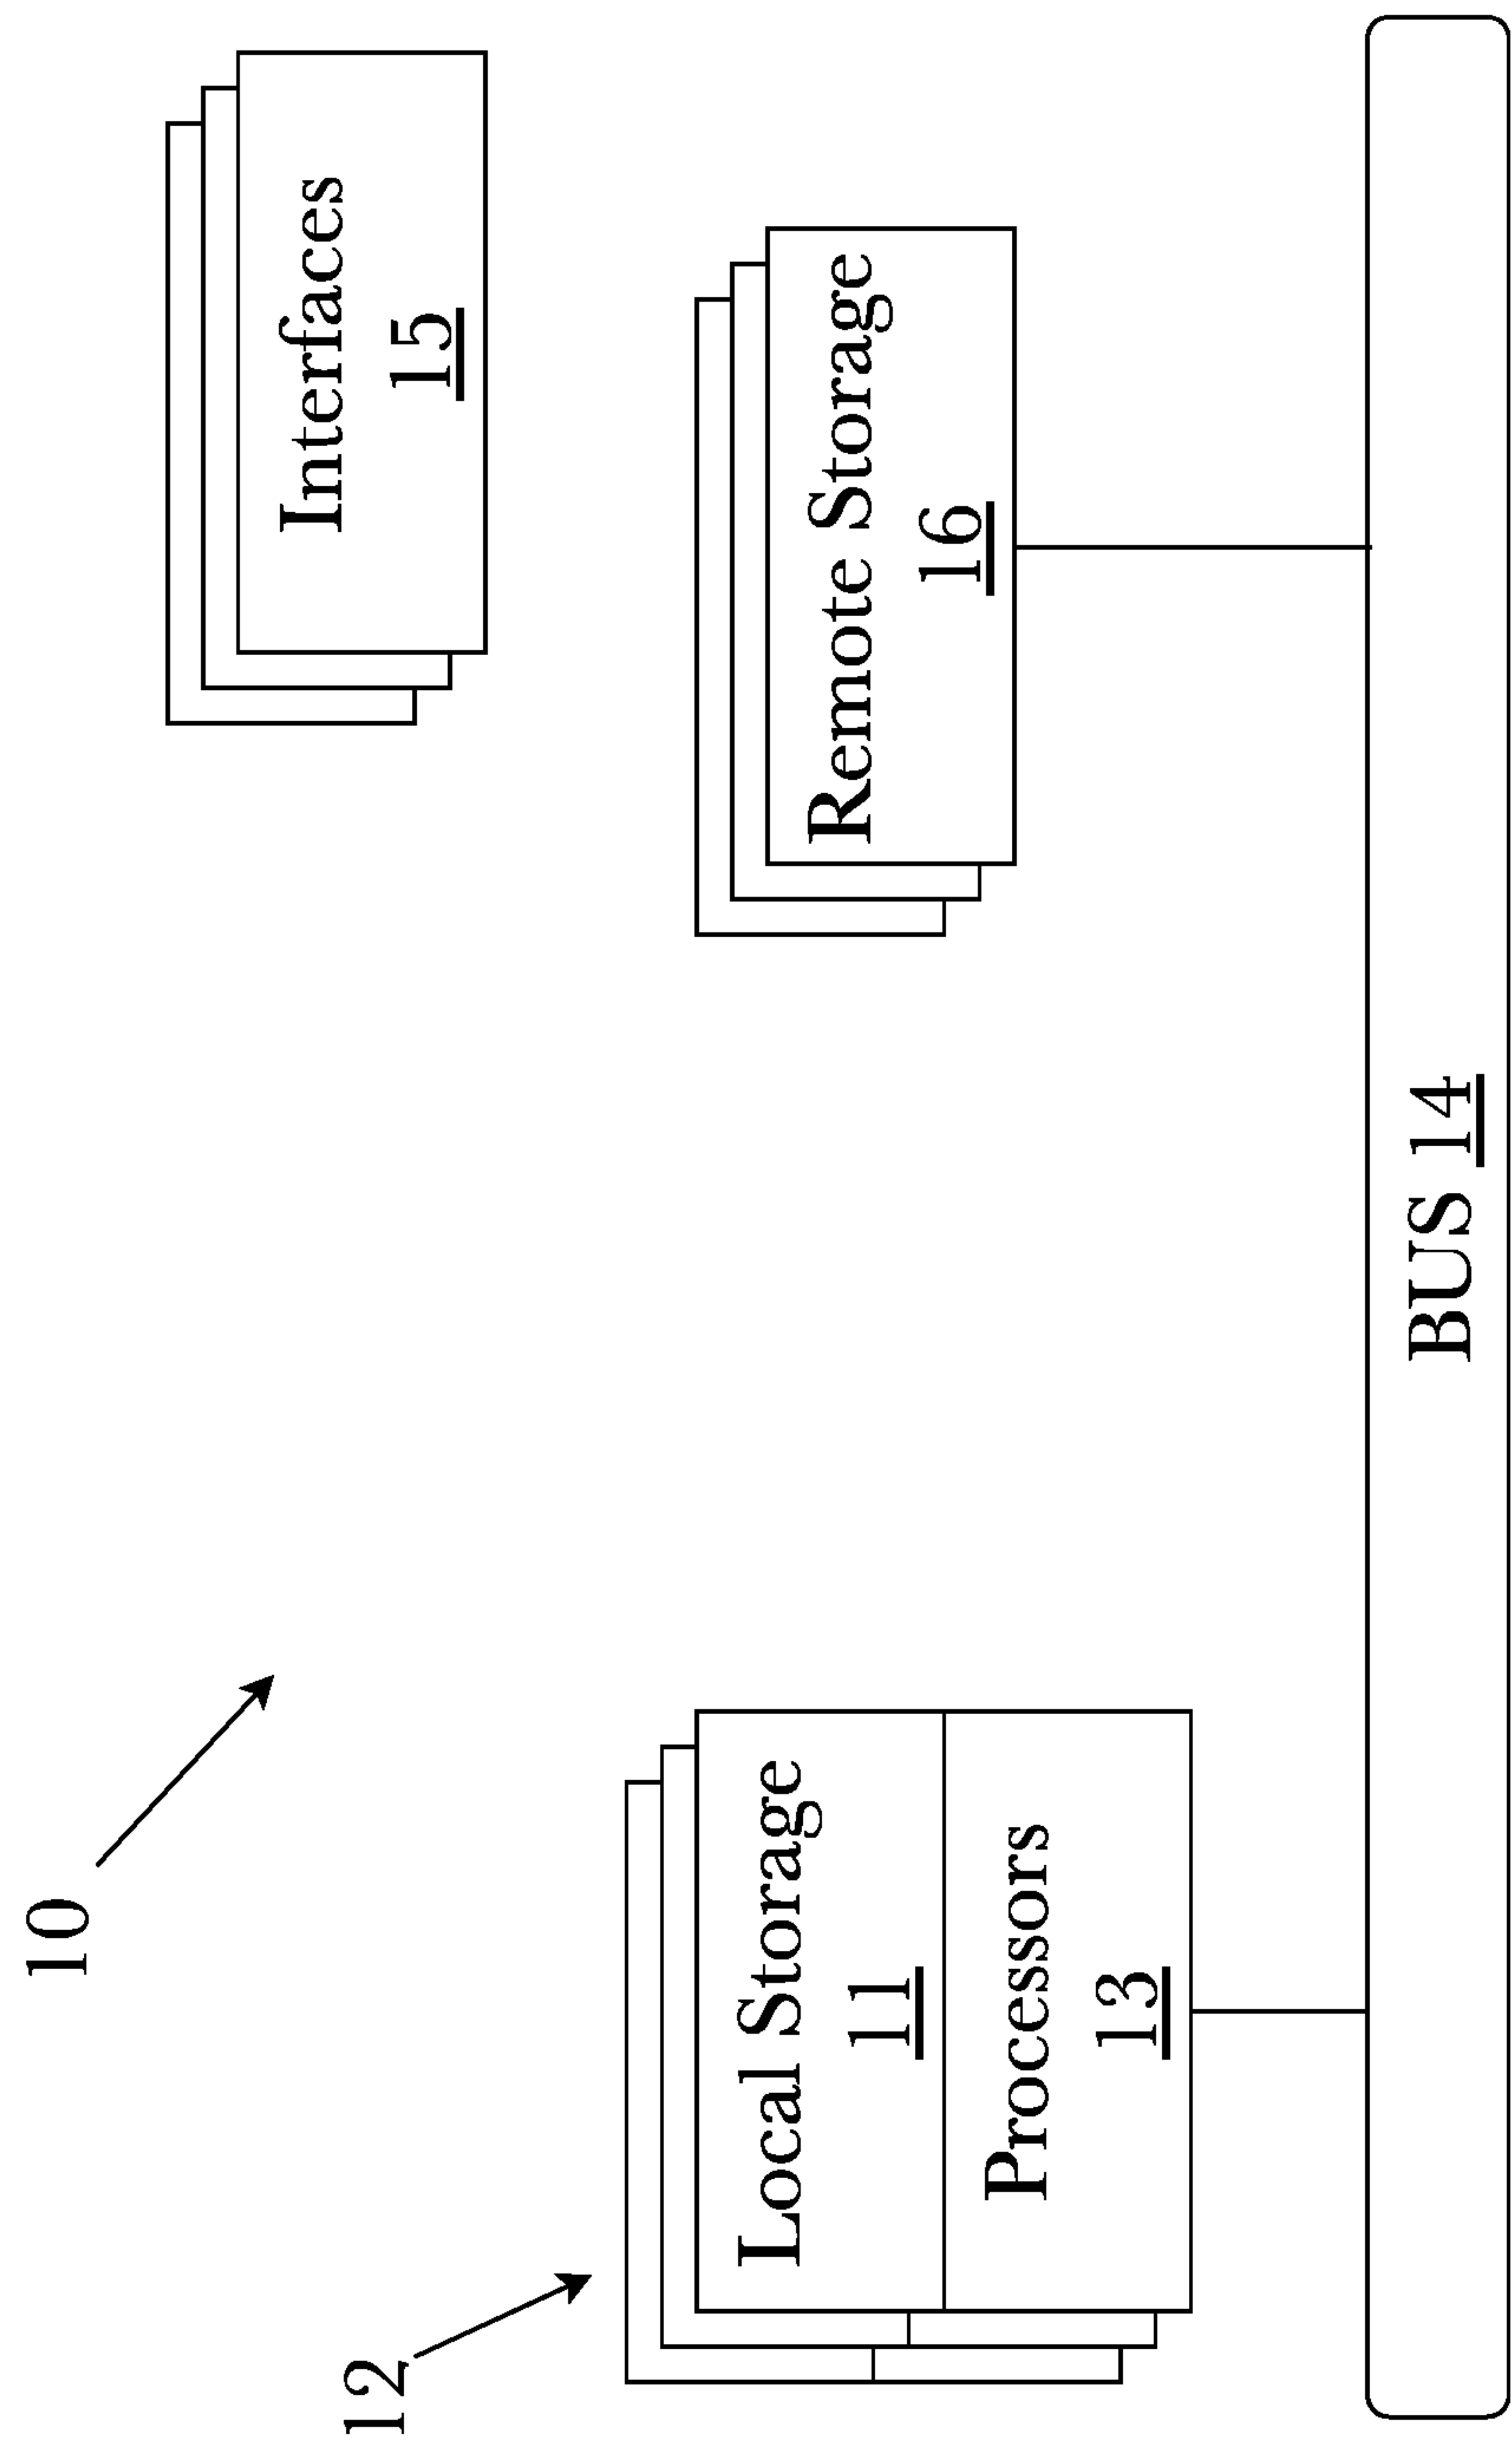 10
12
Interfaces
15
Local Storage
11
Remote Storage
16
Processors
13
BUS 14